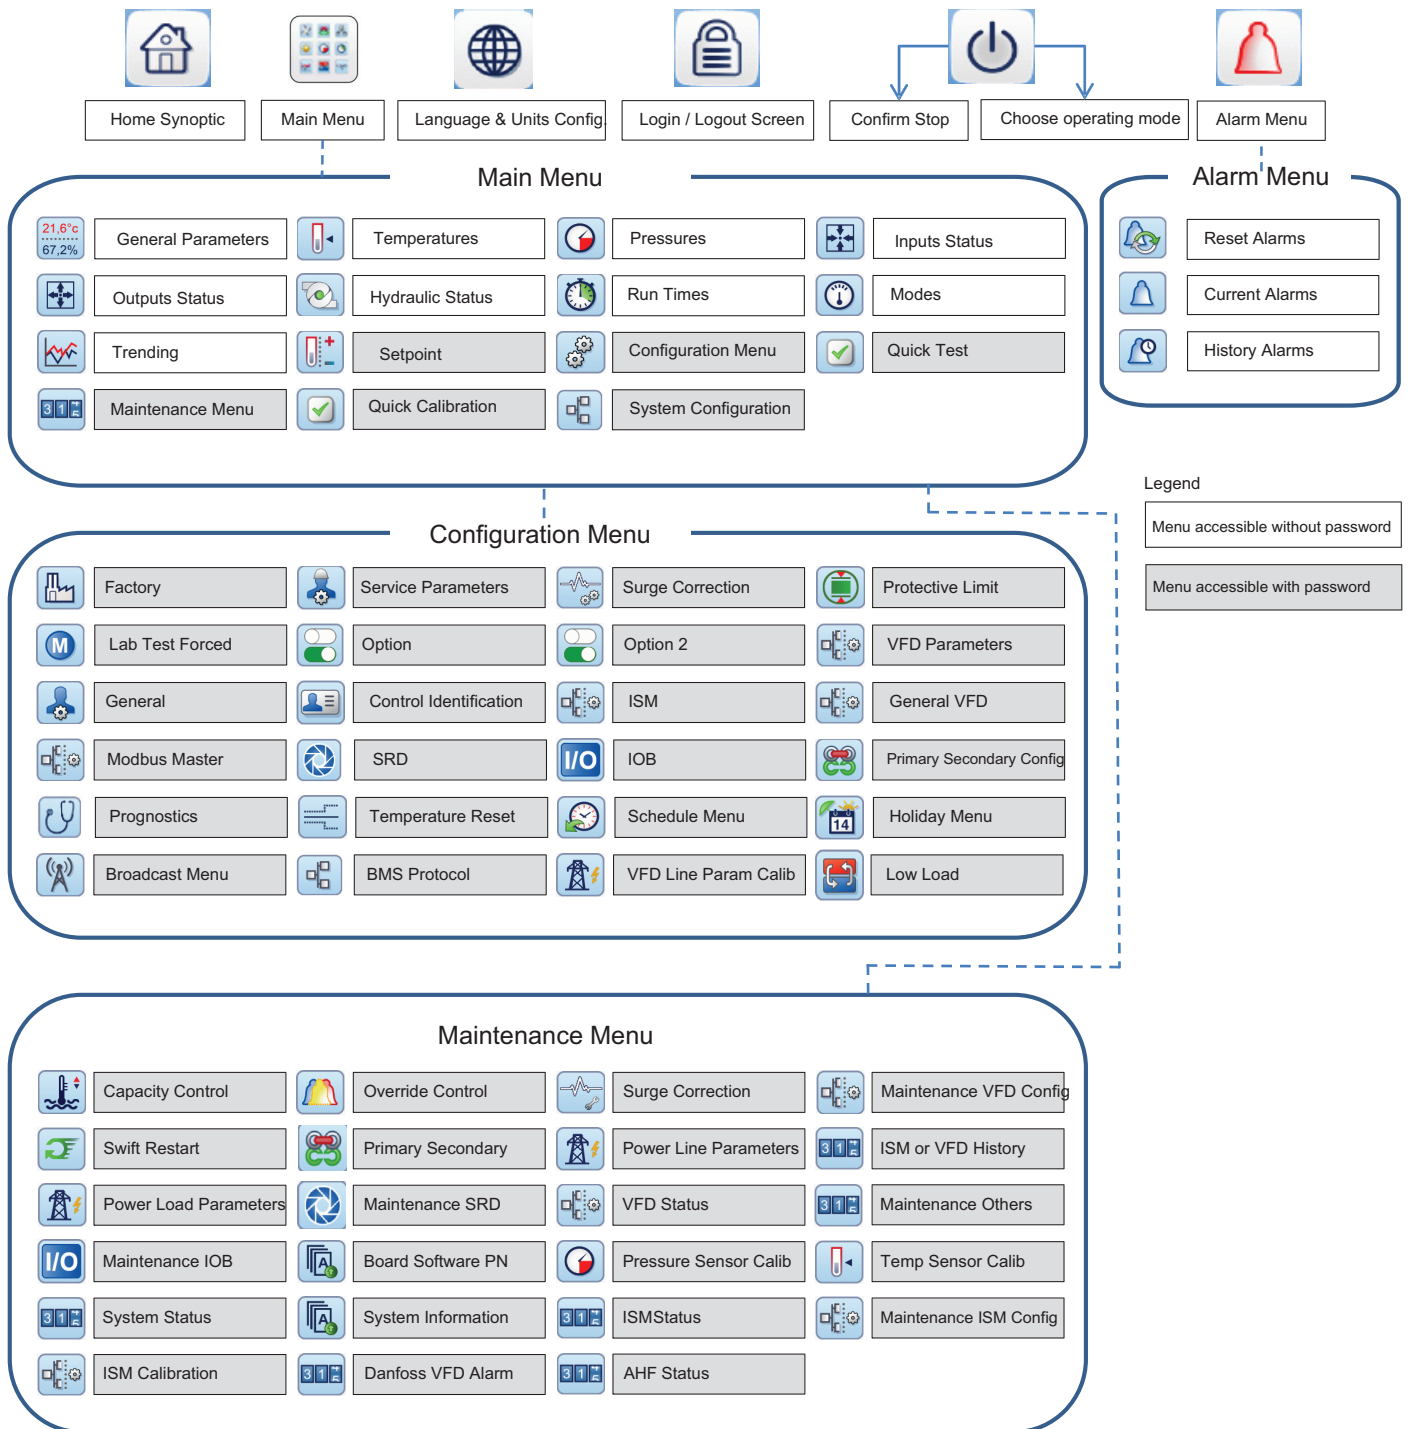 Home Synoptic
Main Menu
Language & Units Config.
Login / Logout Screen
Confirm Stop
Choose operating mode
Alarm Menu
Main Menu
21,6°c
67,2%
General Parameters
Temperatures
Pressures
Inputs Status
Outputs Status
Hydraulic Status
Run Times
Modes
Trending
Setpoint
Configuration Menu
Quick Test
Maintenance Menu
Quick Calibration
System Configuration
Alarm Menu
Reset Alarms
Current Alarms
History Alarms
Legend
Menu accessible without password
Menu accessible with password
Configuration Menu
Factory
Service Parameters
Surge Correction
Protective Limit
M
Lab Test Forced
Option
Option 2
VFD Parameters
General
Control Identification
ISM
General VFD
Modbus Master
SRD
I/O
IOB
Primary Secondary Config
Prognostics
Temperature Reset
Schedule Menu
14
Holiday Menu
Broadcast Menu
BMS Protocol
VFD Line Param Calib
Low Load
Maintenance Menu
Capacity Control
Override Control
Surge Correction
Maintenance VFD Config
Swift Restart
Primary Secondary
Power Line Parameters
ISM or VFD History
Power Load Parameters
Maintenance SRD
VFD Status
Maintenance Others
I/O
Maintenance IOB
A
Board Software PN
Pressure Sensor Calib
Temp Sensor Calib
System Status
A
System Information
ISMStatus
Maintenance ISM Config
ISM Calibration
Danfoss VFD Alarm
AHF Status